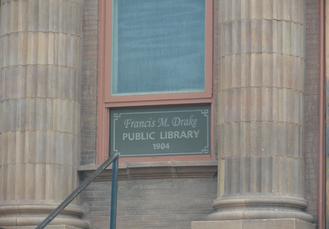 Francis M. Drake
PUBLIC LIBRARY
1904